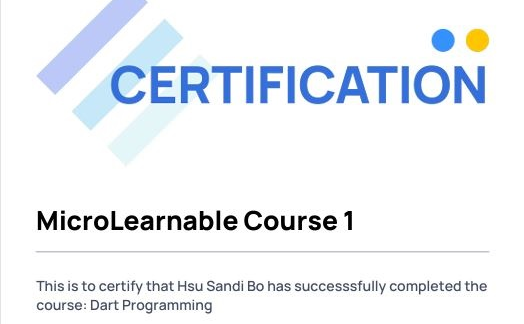 CERTIFICATION
MicroLearnable Course 1
This is to certify that Hsu Sandi Bo has successsfully completed the
course: Dart Programming